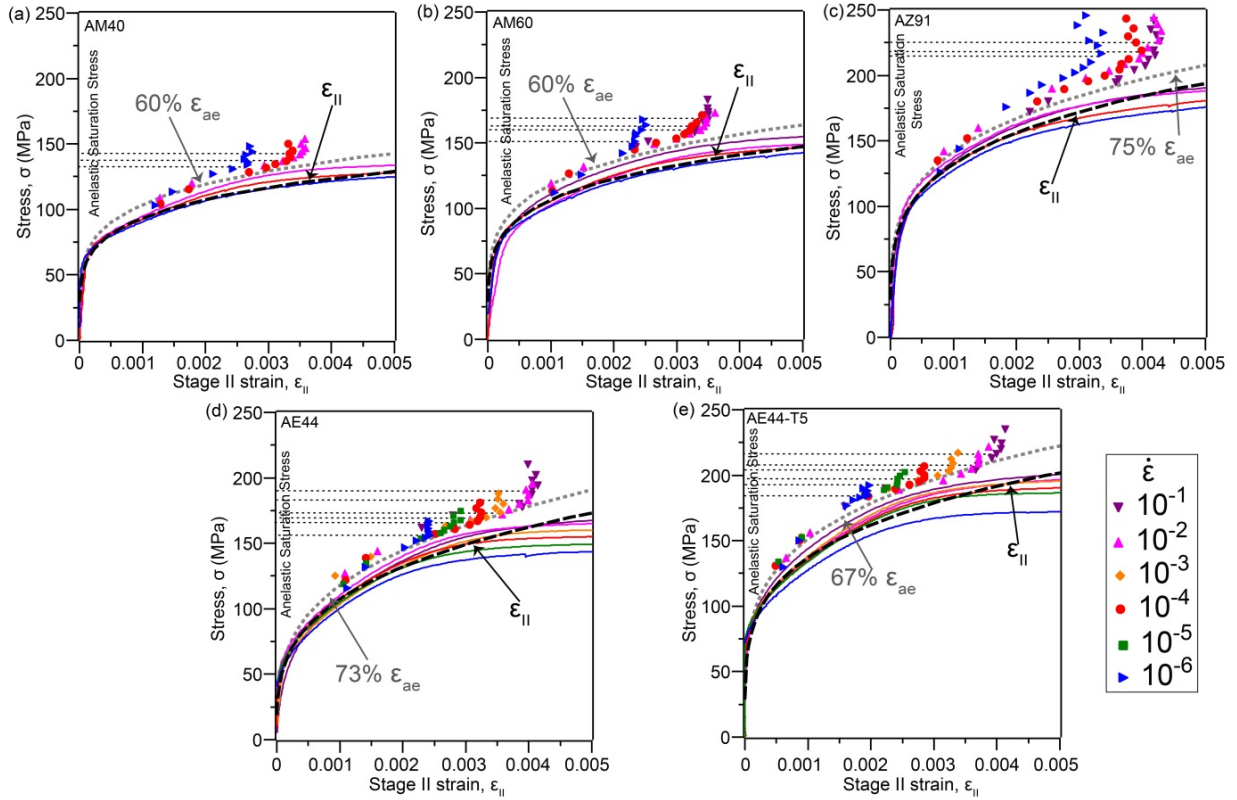 (a)
AM40
250
200
150
100
50
0
Stress, σ (MPa)
Anelastic Saturation Stress
60% εae
εII
0 0.001 0.002 0.003 0.004 0.005
Stage II strain, εII
(b)
AM60
250
200
150
100
50
0
Stress, σ (MPa)
Anelastic Saturation Stress
60% εae
εII
0 0.001 0.002 0.003 0.004 0.005
Stage II strain, εII
(c)
AZ91
250
200
150
100
50
0
Stress, σ (MPa)
Anelastic Saturation
Stress
75% εae
εII
0 0.001 0.002 0.003 0.004 0.005
Stage II strain, εII
(d)
AE44
250
200
150
100
50
0
Stress, σ (MPa)
Anelastic Saturation Stress
73% εae
εII
0 0.001 0.002 0.003 0.004 0.005
Stage II strain, εII
(e)
AE44-T5
250
200
150
100
50
0
Stress, σ (MPa)
Anelastic Saturation Stress
67% εae
εII
0 0.001 0.002 0.003 0.004 0.005
Stage II strain, εII
ε̇
10-1
10-2
10-3
10-4
10-5
10-6